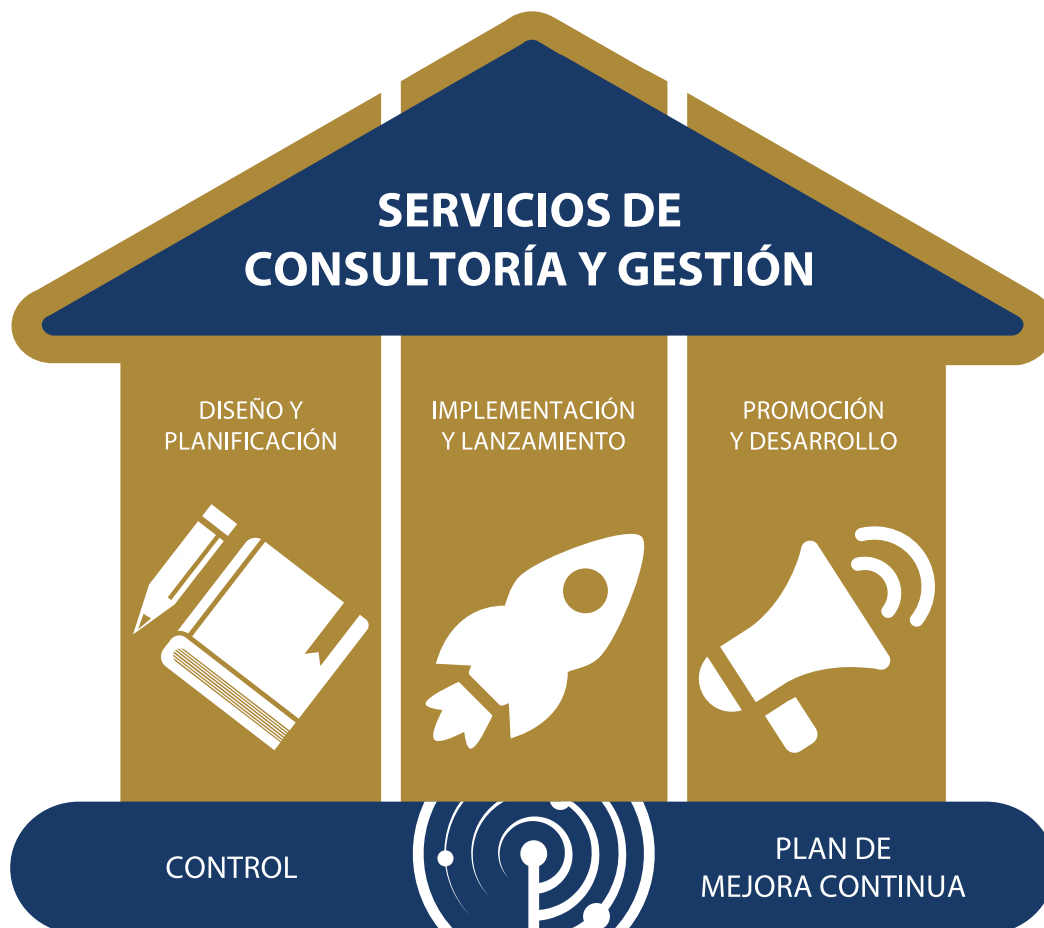 SERVICIOS DE
CONSULTORÍA Y GESTIÓN
DISEÑO Y
PLANIFICACIÓN
IMPLEMENTACIÓN
Y LANZAMIENTO
PROMOCIÓN
Y DESARROLLO
CONTROL
PLAN DE
MEJORA CONTINUA